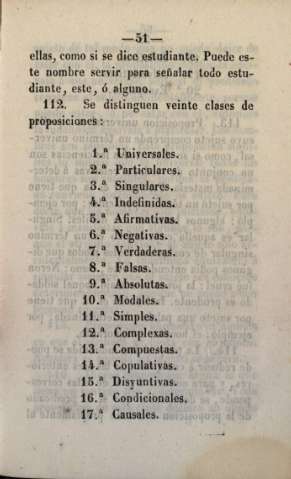 —51—
ellas, como si se dice estudiante. Puede es-
te nombre servir para señalar todo estu-
diante, este, ó alguno.
112. Se distinguen veinte clases de
proposiciones:
1.ª Universales.
2.ª Particulares.
3.ª Singulares.
4.ª Indefinidas.
5.ª Afirmativas.
6.ª Negativas.
7.ª Verdaderas.
8.ª Falsas.
9.ª Absolutas.
10.ª Modales.
11.ª Simples.
12.ª Complexas.
13.ª Compuestas.
14.ª Copulativas.
15.ª Disyuntivas.
16.ª Condicionales.
17.ª Causales.